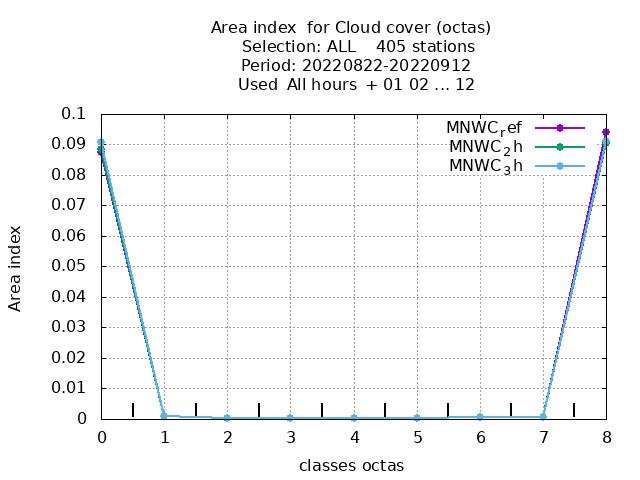 Area index  for Cloud cover (octas)
Selection: ALL    405 stations
Period: 20220822-20220912
Used  All hours  + 01 02 ... 12
0.1
0.09
0.08
0.07
0.06
0.05
0.04
0.03
0.02
0.01
0
Area index
MNWC_ref
MNWC_2h
MNWC_3h
0 1 2 3 4 5 6 7 8
classes octas